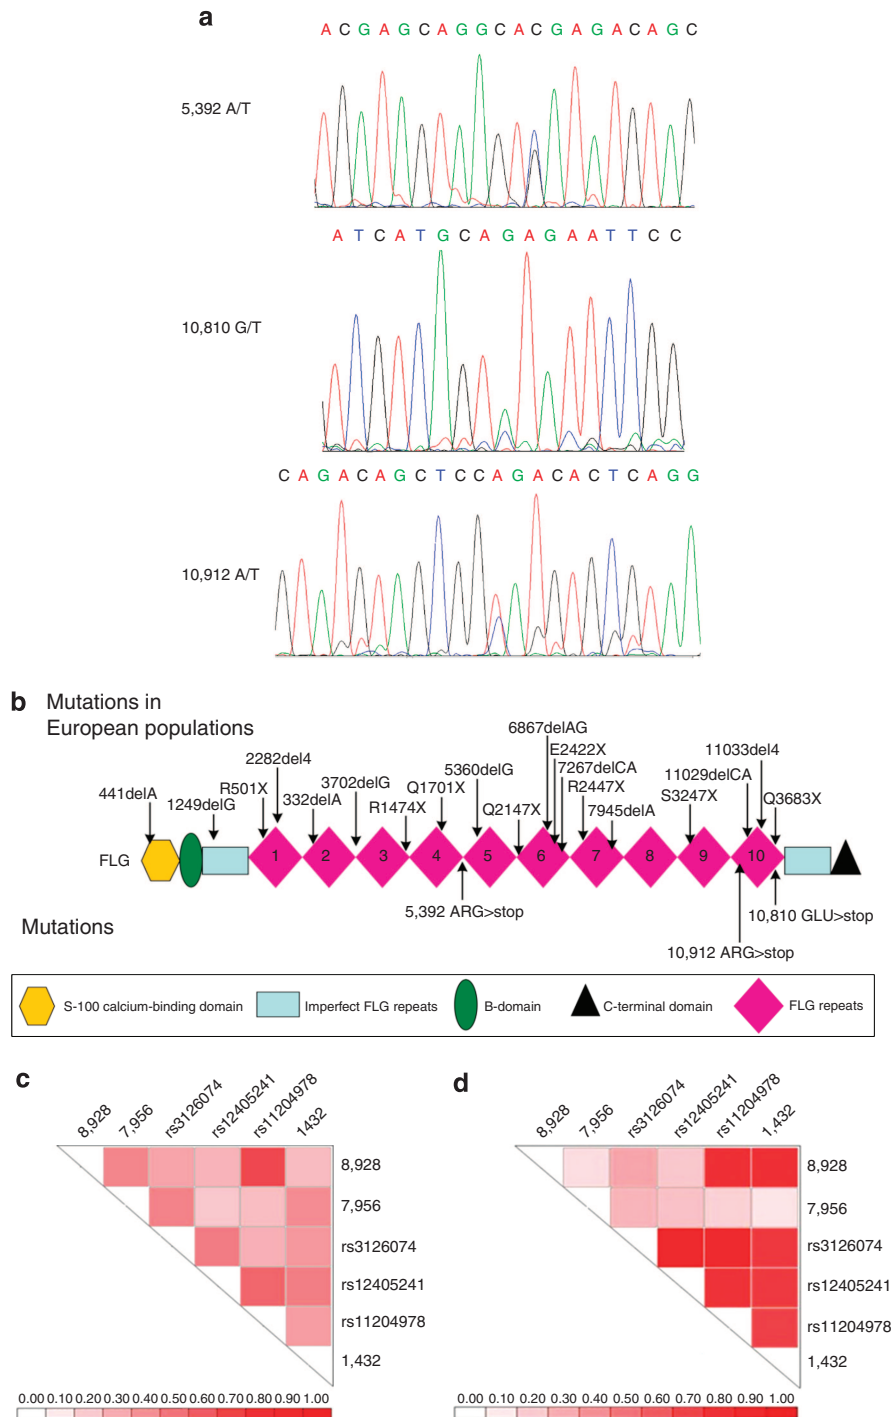 a
A C G A G C A G G C A C G A G A C A G C
5,392 A/T
A T C A T G C A G A G A A T T C C
10,810 G/T
C A G A C A G C T C C A G A C A C T C A G G
10,912 A/T
b Mutations in
European populations
6867delAG
E2422X
11033del4
2282del4
7267delCA
5360delG
11029delCA
3702delG
R501X
Q1701X
R2447X
441delA
S3247X
Q3683X
1249delG
332delA
R1474X
Q2147X
7945delA
FLG 1 2 3 4 5 6 7 8 9 10
5,392 ARG>stop
10,810 GLU>stop
Mutations
10,912 ARG>stop
S-100 calcium-binding domain
Imperfect FLG repeats
B-domain
C-terminal domain
FLG repeats
c
8,928 7,956 rs3126074 rs12405241 rs11204978 1432
8,928
7,956
rs3126074
rs12405241
rs11204978
1,432
0.00 0.10 0.20 0.30 0.40 0.50 0.60 0.70 0.80 0.90 1.00
d
8,928 7,956 rs3126074 rs12405241 rs11204978 1,432
8,928
7,956
rs3126074
rs12405241
rs11204978
1,432
0.00 0.10 0.20 0.30 0.40 0.50 0.60 0.70 0.80 0.90 1.00